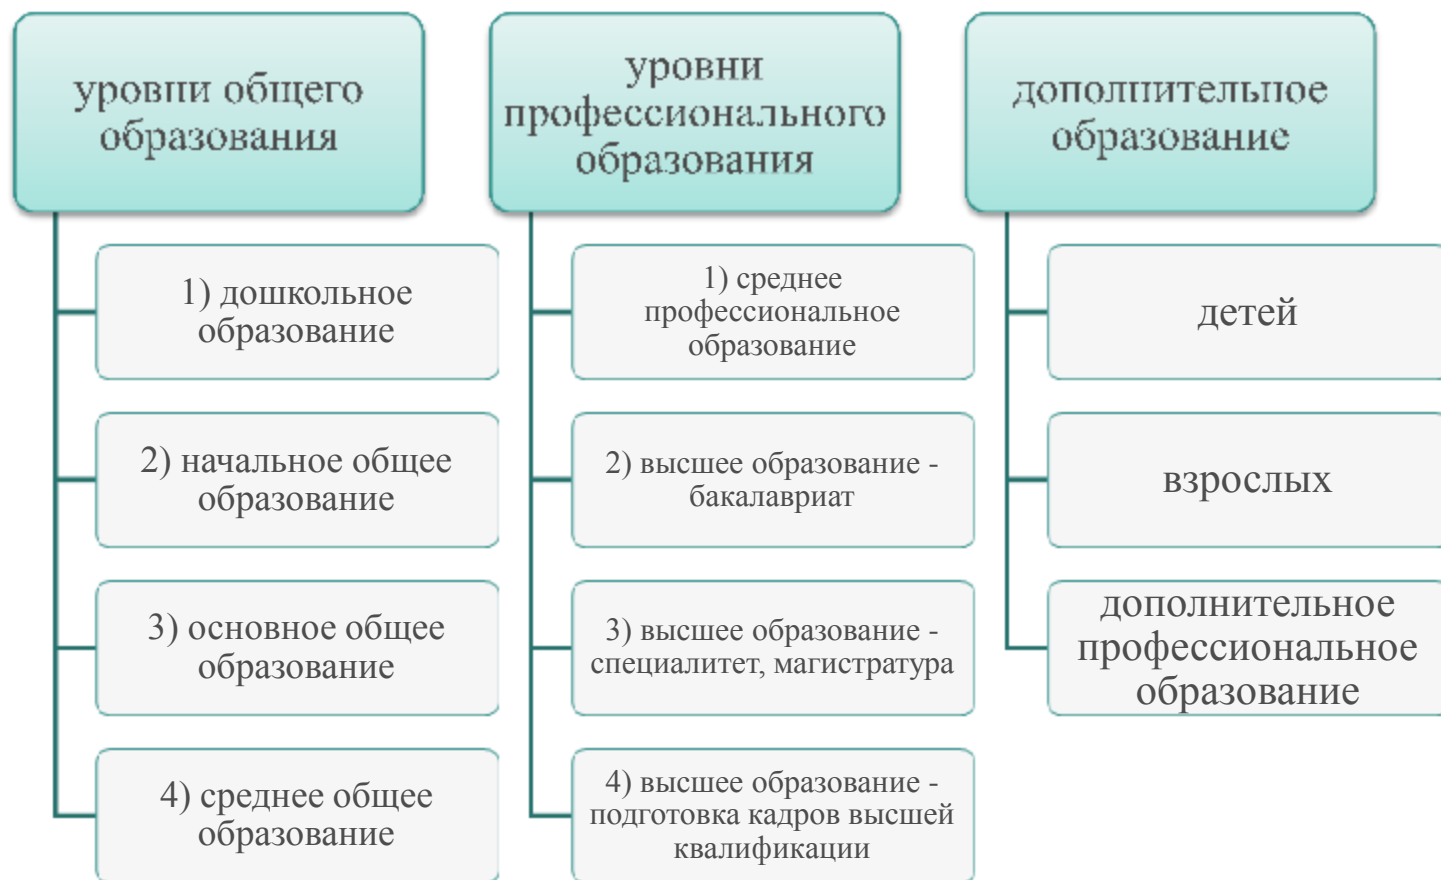 уровни общего
образования
1) дошкольное
образование
2) начальное общее
образование
3) основное общее
образование
4) среднее общее
образование
уровни
профессионального
образования
1) среднее
профессиональное
образование
2) высшее образование -
бакалавриат
3) высшее образование -
специалитет, магистратура
4) высшее образование -
подготовка кадров высшей
квалификации
дополнительное
образование
детей
взрослых
дополнительное
профессиональное
образование